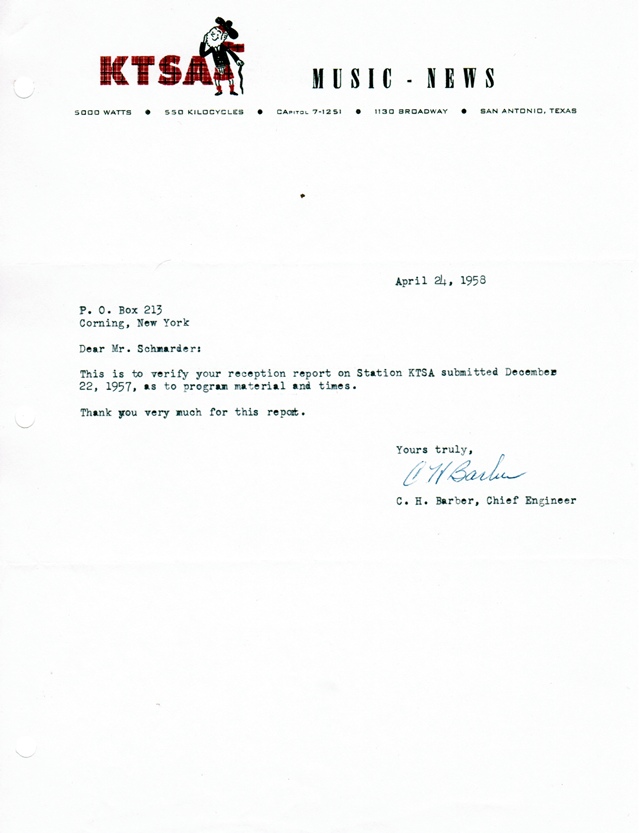 KTSA MUSIC - NEWS
5000 WATTS • 550 KILOCYCLES • CAPITOL 7-1251 • 1130 BROADWAY • SAN ANTONIO, TEXAS
April 24, 1958
P. O. Box 213
Corning, New York
Dear Mr. Schmarder:
This is to verify your reception report on Station KTSA submitted December
22, 1957, as to program material and times.
Thank you very much for this report.
Yours truly,
C H Barber
C. H. Barber, Chief Engineer